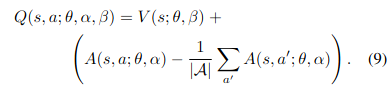 Q(s, a; θ, α, β) = V(s; θ, β) +
(A(s, a; θ, α) − 1/|𝒜| ∑_{a′} A(s, a′; θ, α)). (9)